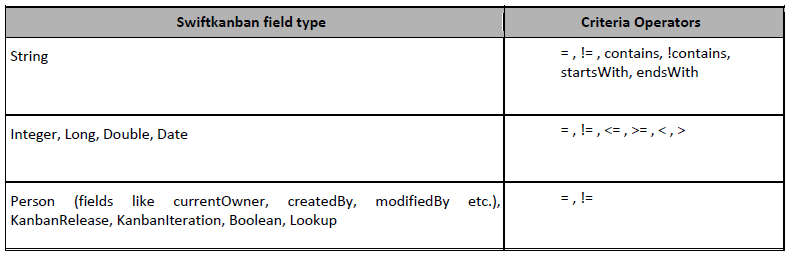 Swiftkanban field type
Criteria Operators
String
= , != , contains, !contains,
startsWith, endsWith
Integer, Long, Double, Date
= , != , <= , >= , < , >
Person (fields like currentOwner, createdBy, modifiedBy etc.),
KanbanRelease, KanbanIteration, Boolean, Lookup
= , !=